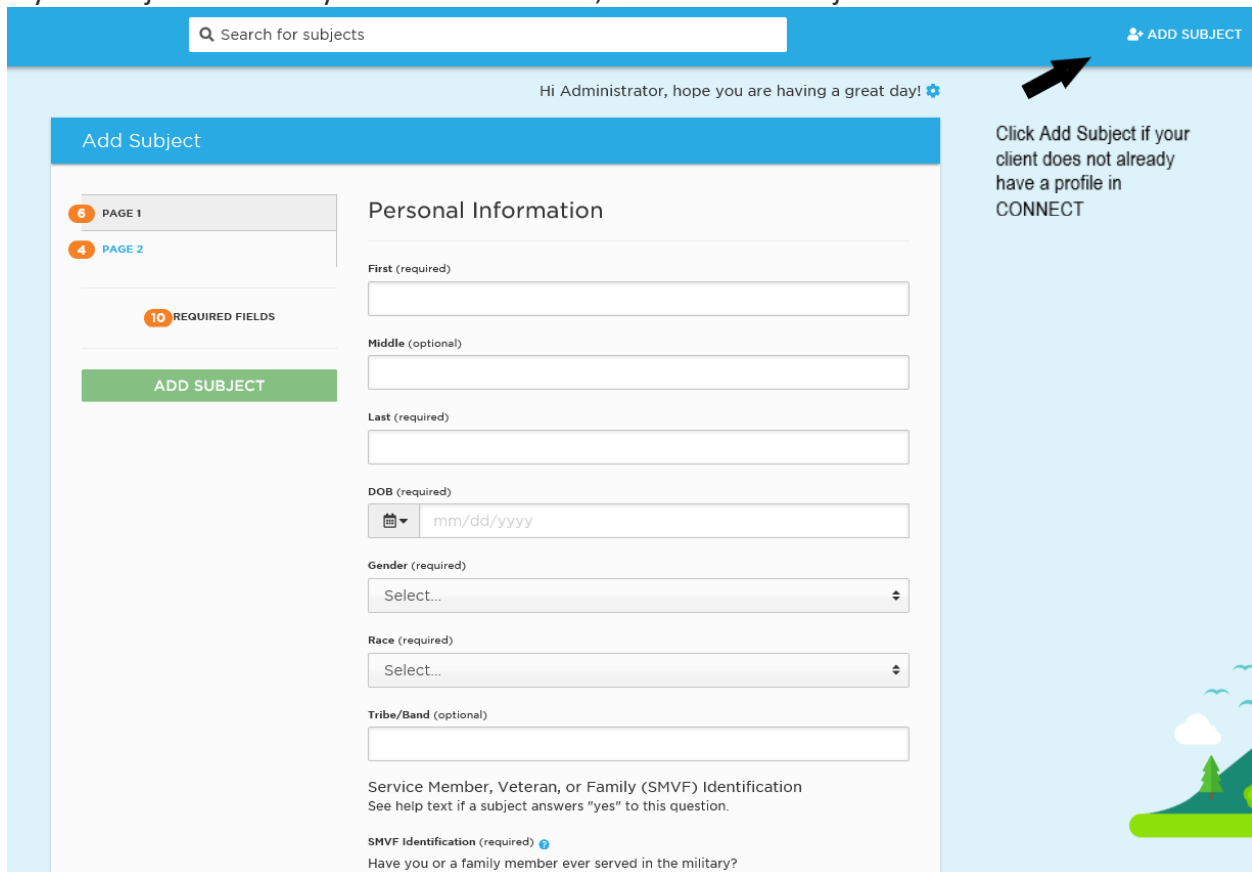 Search for subjects
ADD SUBJECT
Hi Administrator, hope you are having a great day!
Click Add Subject if your
client does not already
have a profile in
CONNECT
Add Subject
6 PAGE 1
4 PAGE 2
10 REQUIRED FIELDS
ADD SUBJECT
Personal Information
First (required)
Middle (optional)
Last (required)
DOB (required)
mm/dd/yyyy
Gender (required)
Select...
Race (required)
Select...
Tribe/Band (optional)
Service Member, Veteran, or Family (SMVF) Identification
See help text if a subject answers "yes" to this question.
SMVF Identification (required) ?
Have you or a family member ever served in the military?